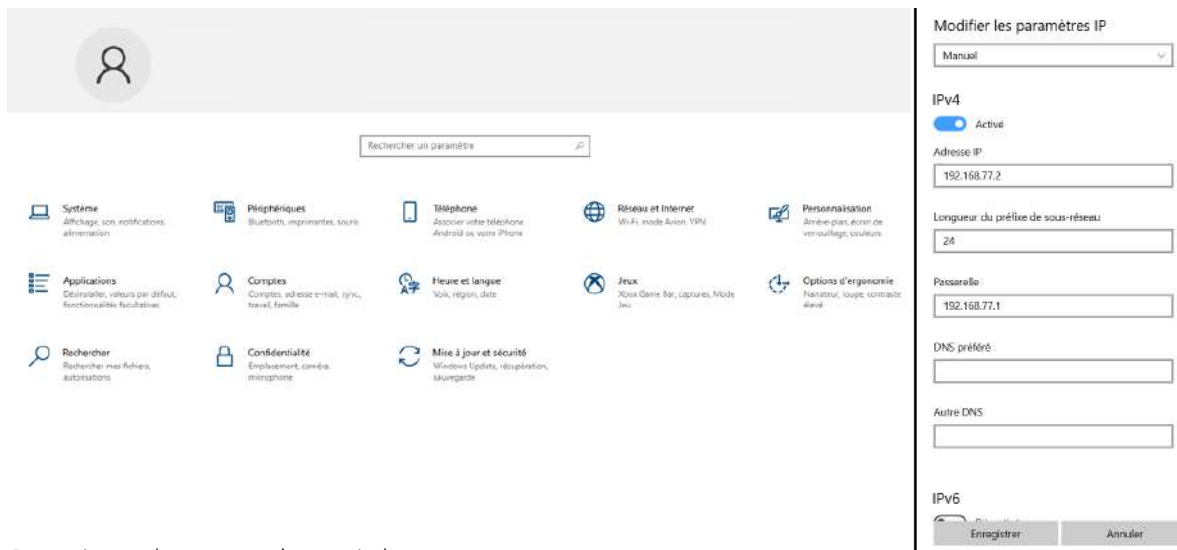 Rechercher un paramètre
Système
Affichage, son, notifications, alimentation
Périphériques
Bluetooth, imprimantes, souris
Téléphone
Associer votre téléphone Android ou votre iPhone
Réseau et Internet
Wi-Fi, mode Avion, VPN
Personnalisation
Arrière-plan, écran de verrouillage, couleurs
Applications
Désinstaller, valeurs par défaut, fonctionnalités facultatives
Comptes
Comptes, adresse e-mail, sync., travail, famille
Heure et langue
Voix, région, date
Jeux
Xbox Game Bar, captures, Mode Jeu
Options d'ergonomie
Narrateur, loupe, contraste élevé
Rechercher
Rechercher mes fichiers, autorisations
Confidentialité
Emplacement, caméra, microphone
Mise à jour et sécurité
Windows Update, récupération, sauvegarde
Modifier les paramètres IP
Manuel
IPv4
Activé
Adresse IP
192.168.77.2
Longueur du préfixe de sous-réseau
24
Passerelle
192.168.77.1
DNS préféré
Autre DNS
IPv6
Enregistrer
Annuler